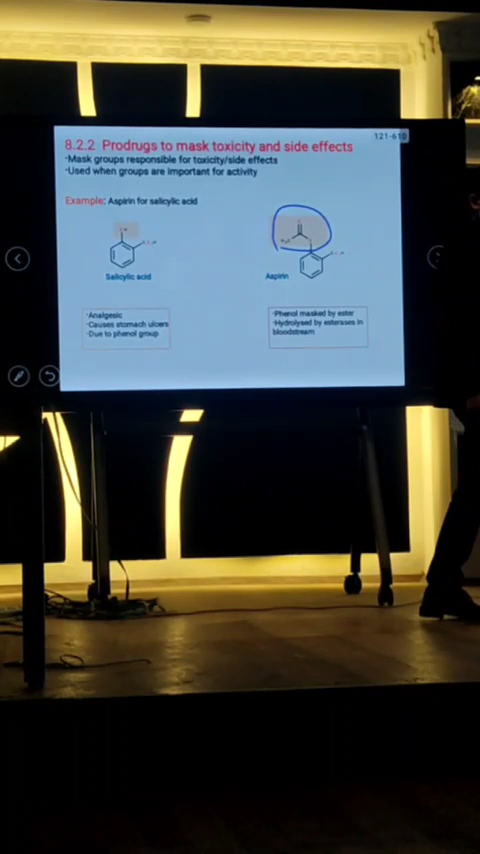 121-610
8.2.2 Prodrugs to mask toxicity and side effects
•Mask groups responsible for toxicity/side effects
•Used when groups are important for activity
Example: Aspirin for salicylic acid
Salicylic acid
Aspirin
•Analgesic
•Causes stomach ulcers
•Due to phenol group
•Phenol masked by ester
•Hydrolysed by esterases in
bloodstream